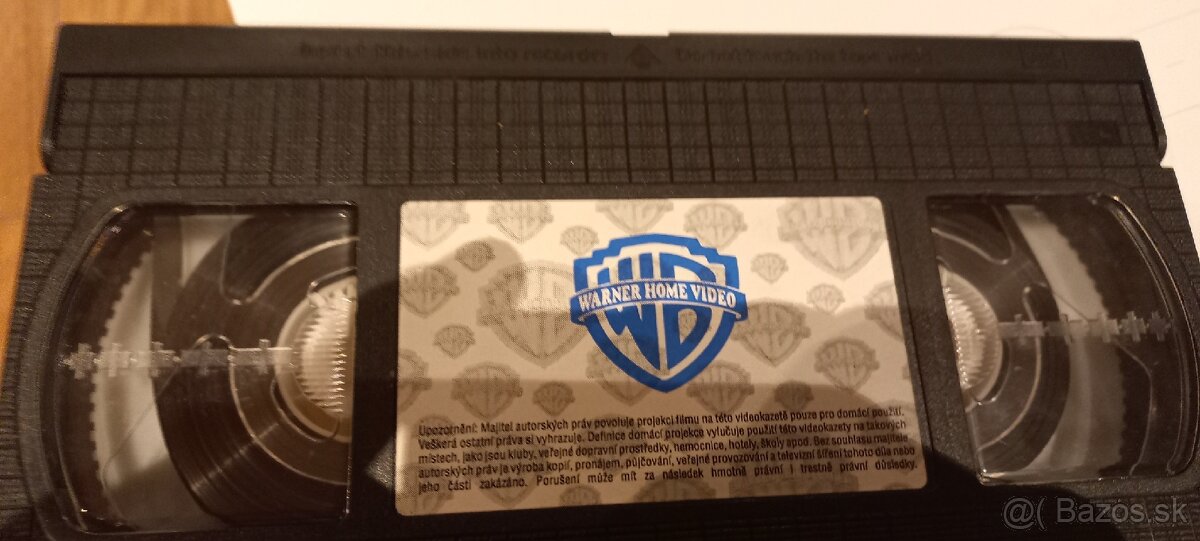 WARNER HOME VIDEO
Upozornění: Majitel autorských práv povoluje projekci filmu na této videokazetě pouze pro domácí použití.
Veškerá ostatní práva si vyhrazuje. Definice domácí projekce vylučuje použití této videokazety na takových
místech, jako jsou kluby, veřejné dopravní prostředky, nemocnice, hotely, školy apod. Bez souhlasu majitele
autorských práv je výroba kopií, pronájem, půjčování, veřejné provozování a televizní šíření tohoto díla nebo
jeho části zakázáno. Porušení může mít za následek hmotně právní i trestně právní důsledky.
@( Bazos.sk